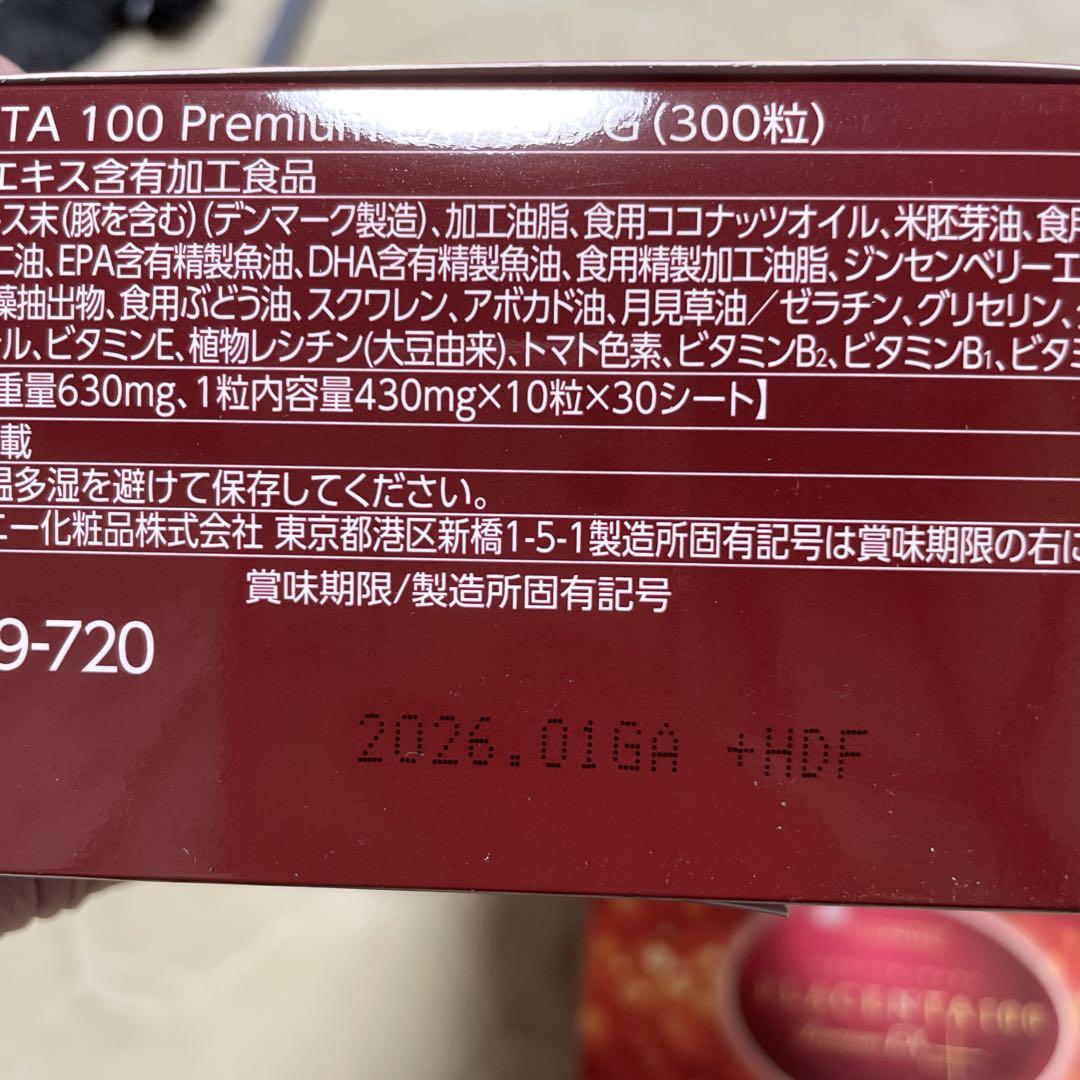 TA 100 Premium G (300粒)
エキス含有加工食品
ス末(豚を含む)(デンマーク製造)、加工油脂、食用ココナッツオイル、米胚芽油、食用
ニ油、EPA含有精製魚油、DHA含有精製魚油、食用精製加工油脂、ジンセンベリーエ
藻抽出物、食用ぶどう油、スクワレン、アボカド油、月見草油/ゼラチン、グリセリン、
ル、ビタミンE、植物レシチン(大豆由来)、トマト色素、ビタミンB₂、ビタミンB₁、ビタミ
重量630mg、1粒内容量430mg×10粒×30シート】
載
温多湿を避けて保存してください。
エー化粧品株式会社 東京都港区新橋1-5-1製造所固有記号は賞味期限の右に
賞味期限/製造所固有記号
9-720
2026.01GA +HDF